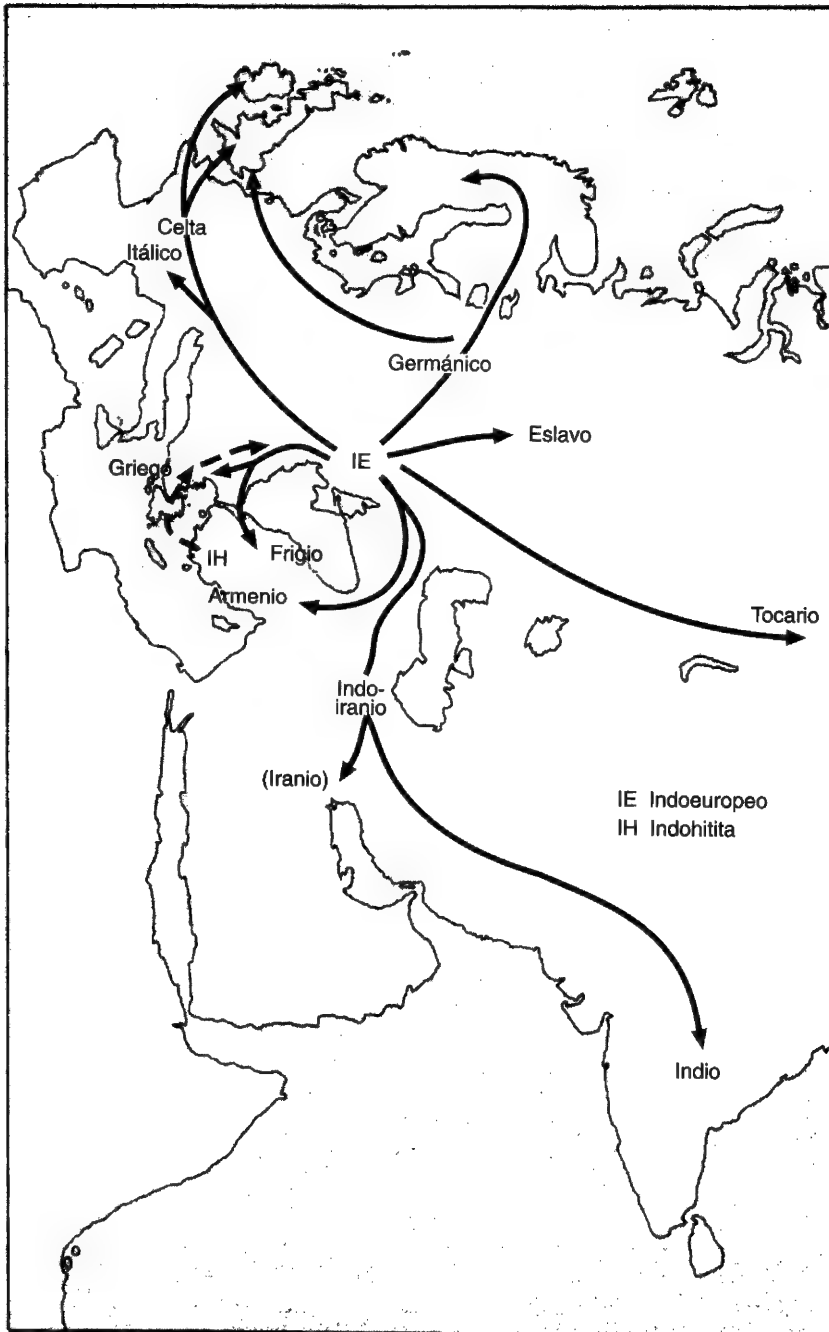 Celta
Itálico
Germánico
Eslavo
Griego
IE
IH
Frigio
Armenio
Tocario
Indo-
iranio
(Iranio)
IE Indoeuropeo
IH Indohitita
Indio